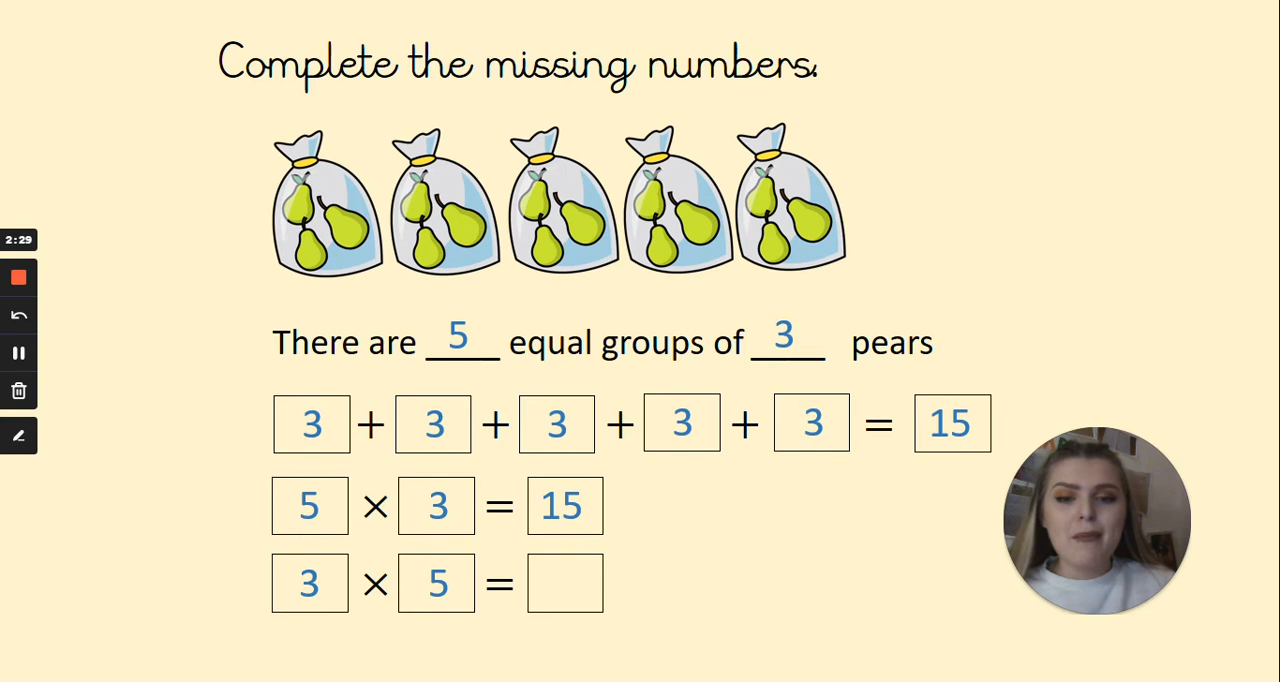 Complete the missing numbers.
There are 5 equal groups of 3 pears
3 + 3 + 3 + 3 + 3 = 15
5 × 3 = 15
3 × 5 =
2:29